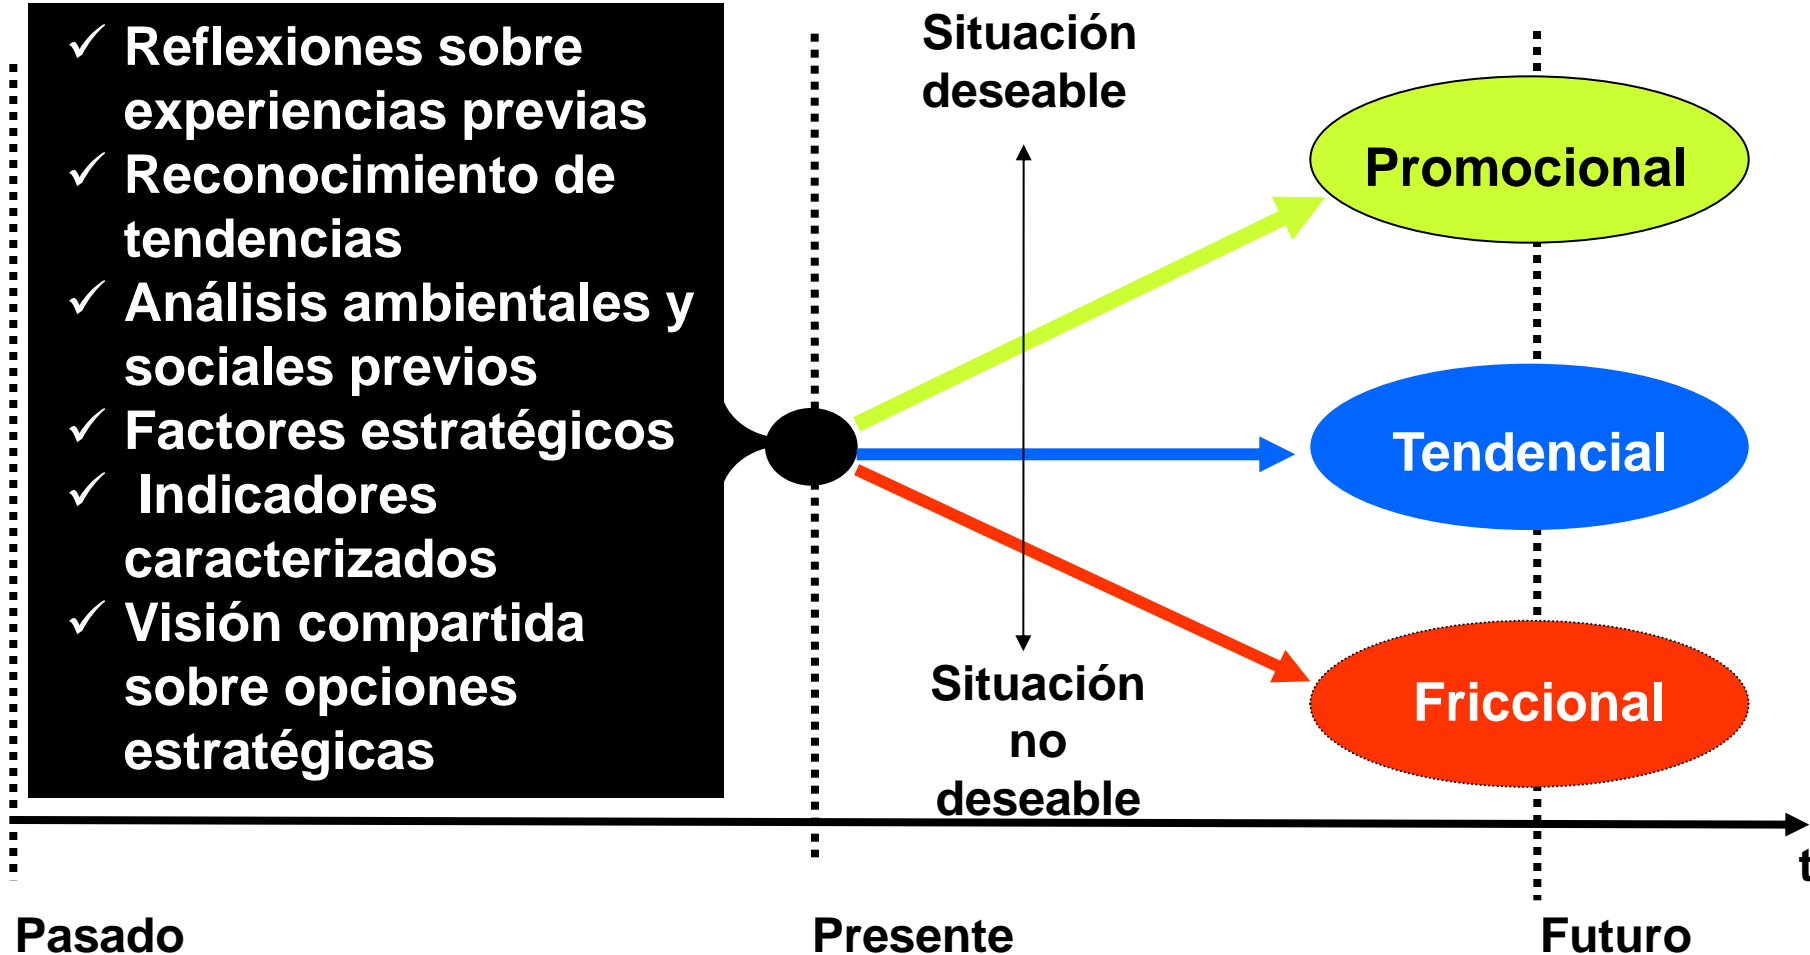 ✓ Reflexiones sobre
experiencias previas
✓ Reconocimiento de
tendencias
✓ Análisis ambientales y
sociales previos
✓ Factores estratégicos
✓ Indicadores
caracterizados
✓ Visión compartida
sobre opciones
estratégicas
Situación
deseable
Situación
no
deseable
Promocional
Tendencial
Friccional
t
Pasado
Presente
Futuro